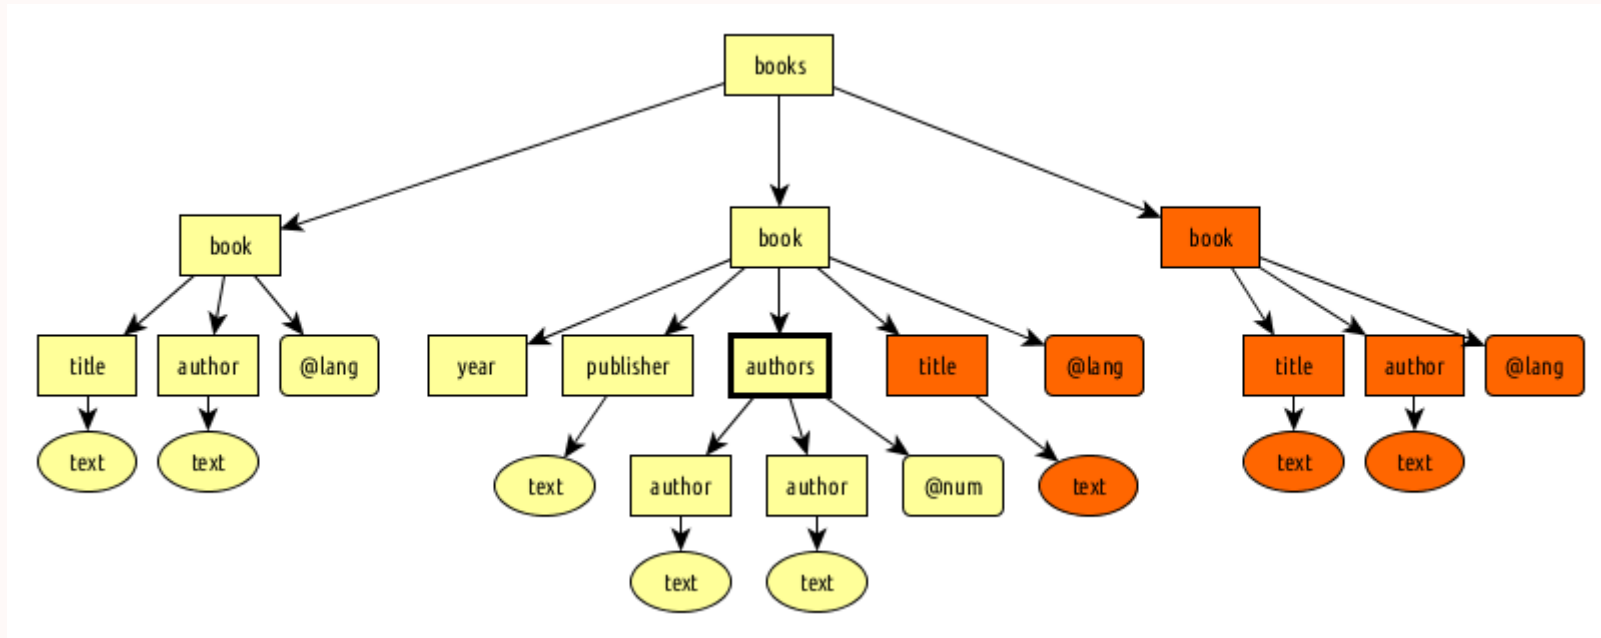 books
book
book
book
title
author
@lang
year
publisher
authors
title
@lang
title
author
@lang
text
text
text
author
author
@num
text
text
text
text
text